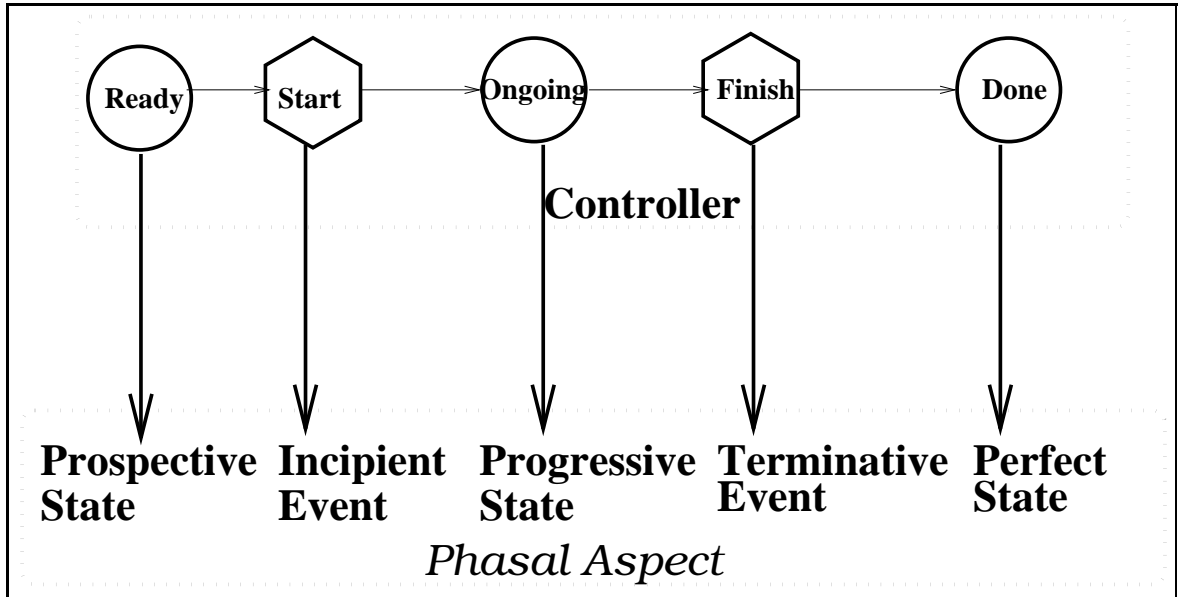 Ready
Start
Ongoing
Finish
Done
Controller
Prospective
State
Incipient
Event
Progressive
State
Terminative
Event
Perfect
State
Phasal Aspect